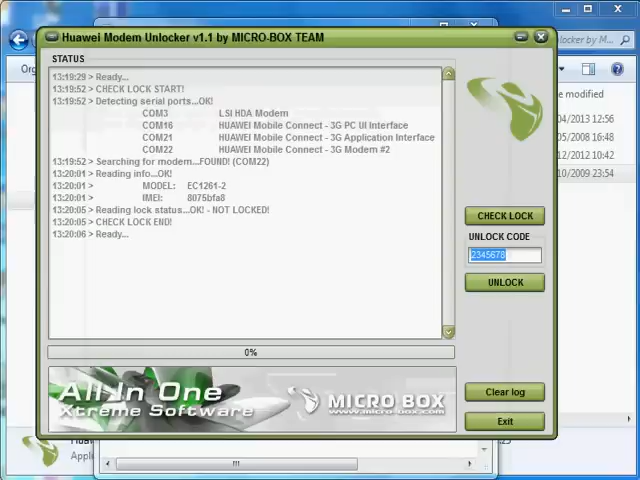 Huawei Modem Unlocker v1.1 by MICRO-BOX TEAM
STATUS
13:19:29 > Ready...
13:19:52 > CHECK LOCK START!
13:19:52 > Detecting serial ports...OK!
COM3 LSI HDA Modem
COM16 HUAWEI Mobile Connect - 3G PC UI Interface
COM21 HUAWEI Mobile Connect - 3G Application Interface
COM22 HUAWEI Mobile Connect - 3G Modem #2
13:19:52 > Searching for modem...FOUND! (COM22)
13:20:01 > Reading info...OK!
13:20:01 > MODEL: EC1261-2
13:20:01 > IMEI: 8075bfa8
13:20:05 > Reading lock status...OK! - NOT LOCKED!
13:20:05 > CHECK LOCK END!
13:20:06 > Ready...
CHECK LOCK
UNLOCK CODE
2345678
UNLOCK
0%
All In One
Xtreme Software
MICRO BOX
www.micro-box.com
Clear log
Exit
locker by M...
Org
e modified
04/2013 12:56
05/2008 16:48
12/2012 10:42
10/2009 23:54
Appli